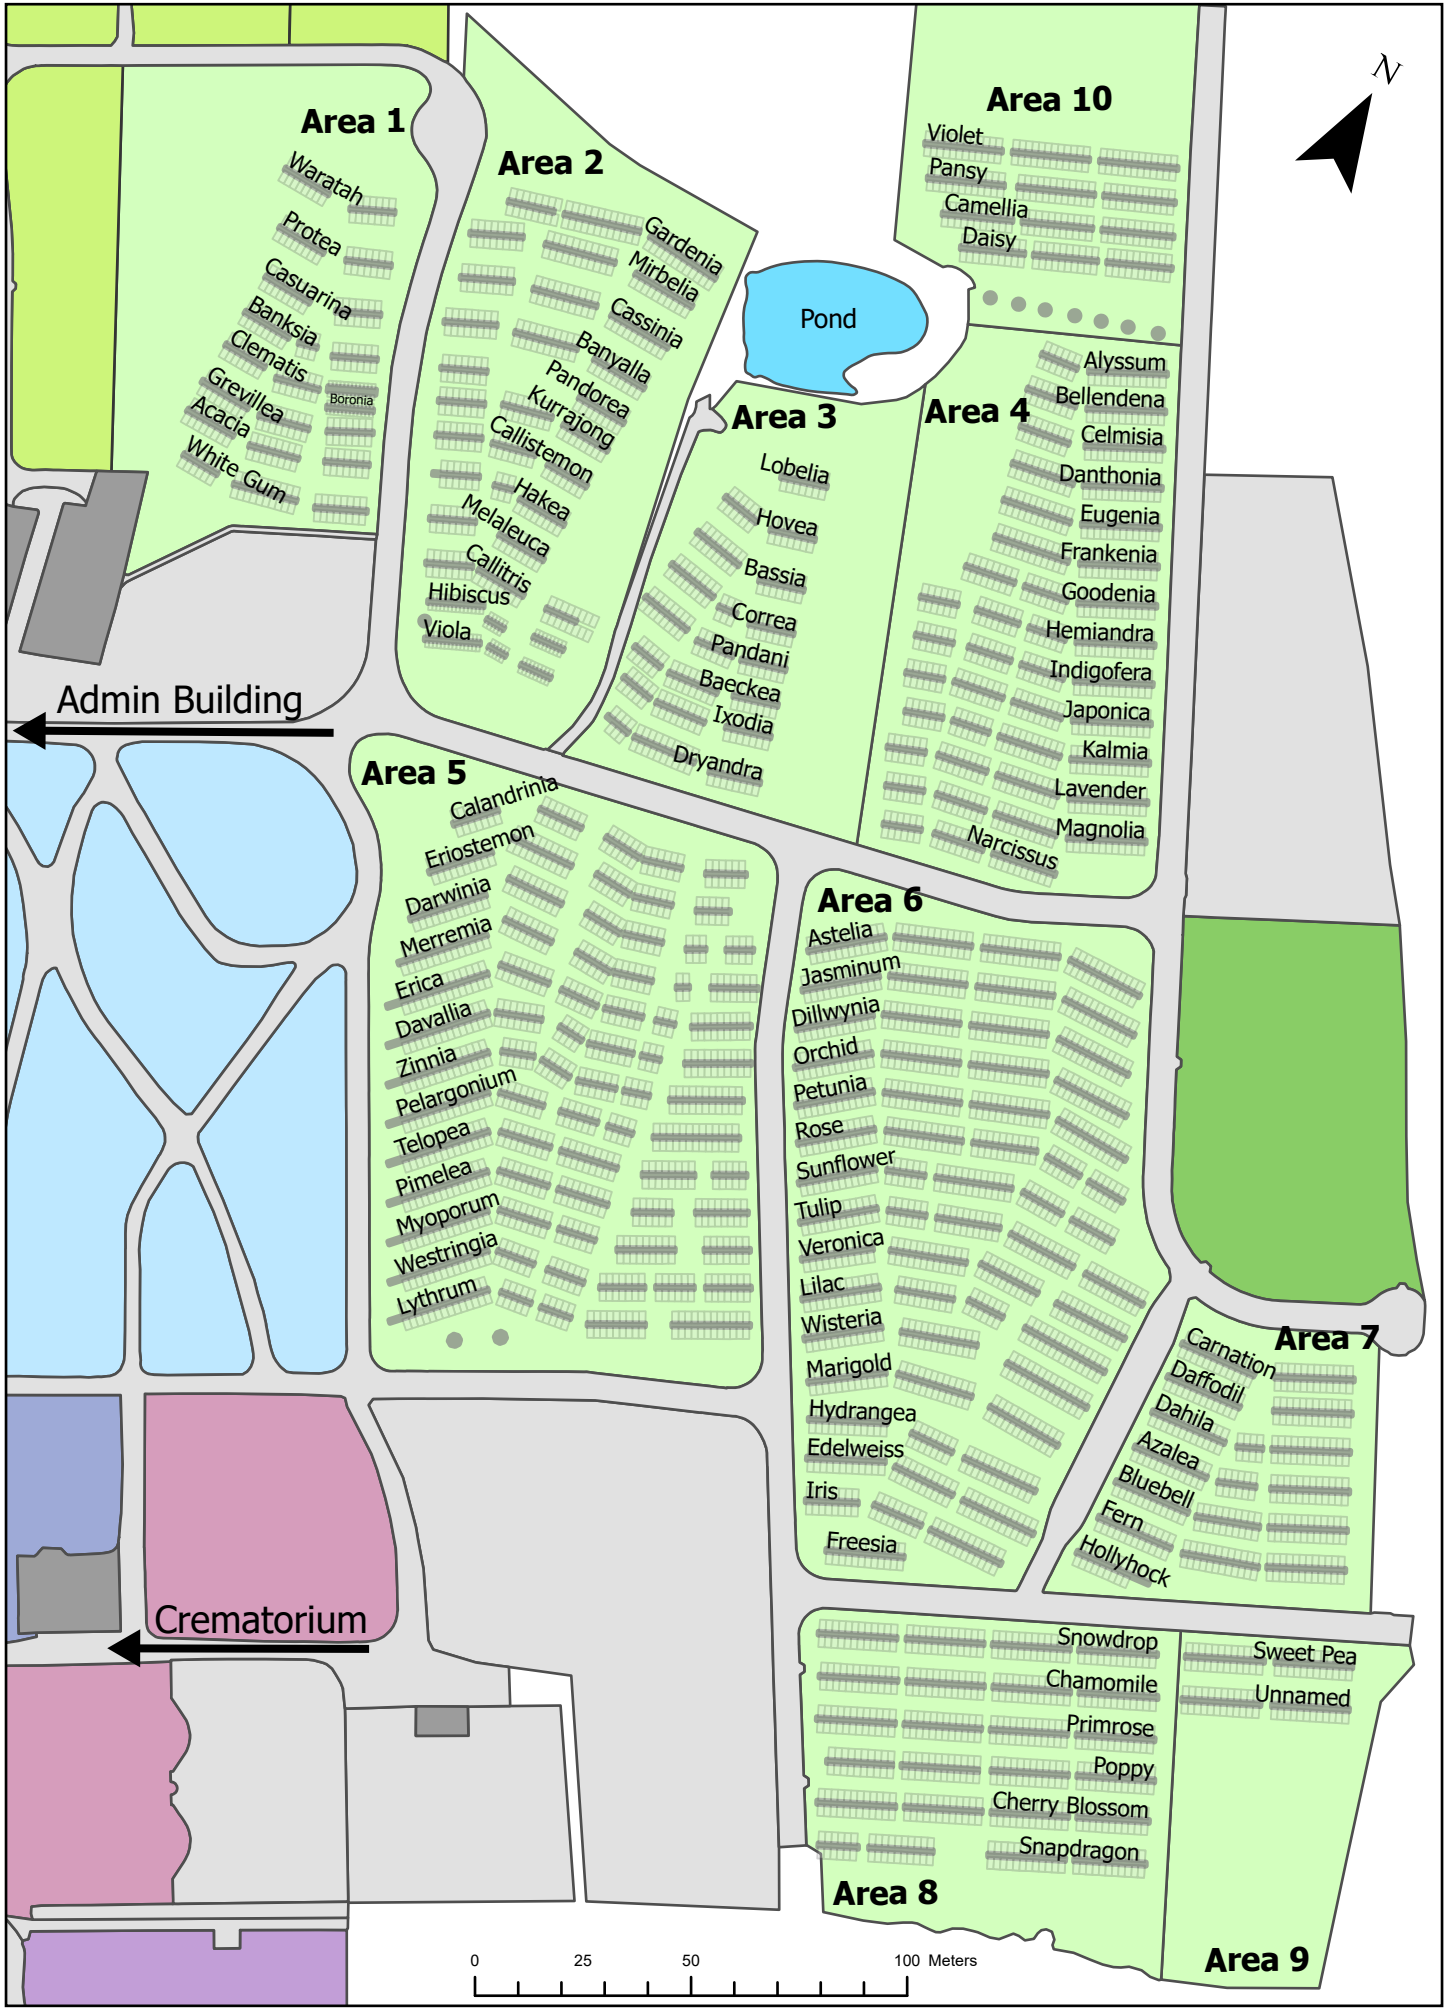 N
Area 10
Violet
Pansy
Camellia
Daisy
Area 1
Waratah
Protea
Casuarina
Banksia
Clematis
Boronia
Grevillea
Acacia
White Gum
Area 2
Gardenia
Mirbelia
Cassinia
Banyalla
Pandorea
Kurrajong
Callistemon
Hakea
Melaleuca
Callitris
Hibiscus
Viola
Pond
Area 3
Lobelia
Hovea
Bassia
Correa
Pandani
Baeckea
Ixodia
Dryandra
Area 4
Alyssum
Bellendena
Celmisia
Danthonia
Eugenia
Frankenia
Goodenia
Hemiandra
Indigofera
Japonica
Kalmia
Lavender
Magnolia
Narcissus
Admin Building
Area 5
Calandrinia
Eriostemon
Darwinia
Merremia
Erica
Davallia
Zinnia
Pelargonium
Telopea
Pimelea
Myoporum
Westringia
Lythrum
Area 6
Astelia
Jasminum
Dillwynia
Orchid
Petunia
Rose
Sunflower
Tulip
Veronica
Lilac
Wisteria
Marigold
Hydrangea
Edelweiss
Iris
Freesia
Area 7
Carnation
Daffodil
Dahila
Azalea
Bluebell
Fern
Hollyhock
Crematorium
Snowdrop
Chamomile
Primrose
Poppy
Cherry Blossom
Snapdragon
Area 8
Sweet Pea
Unnamed
Area 9
0 25 50 100 Meters